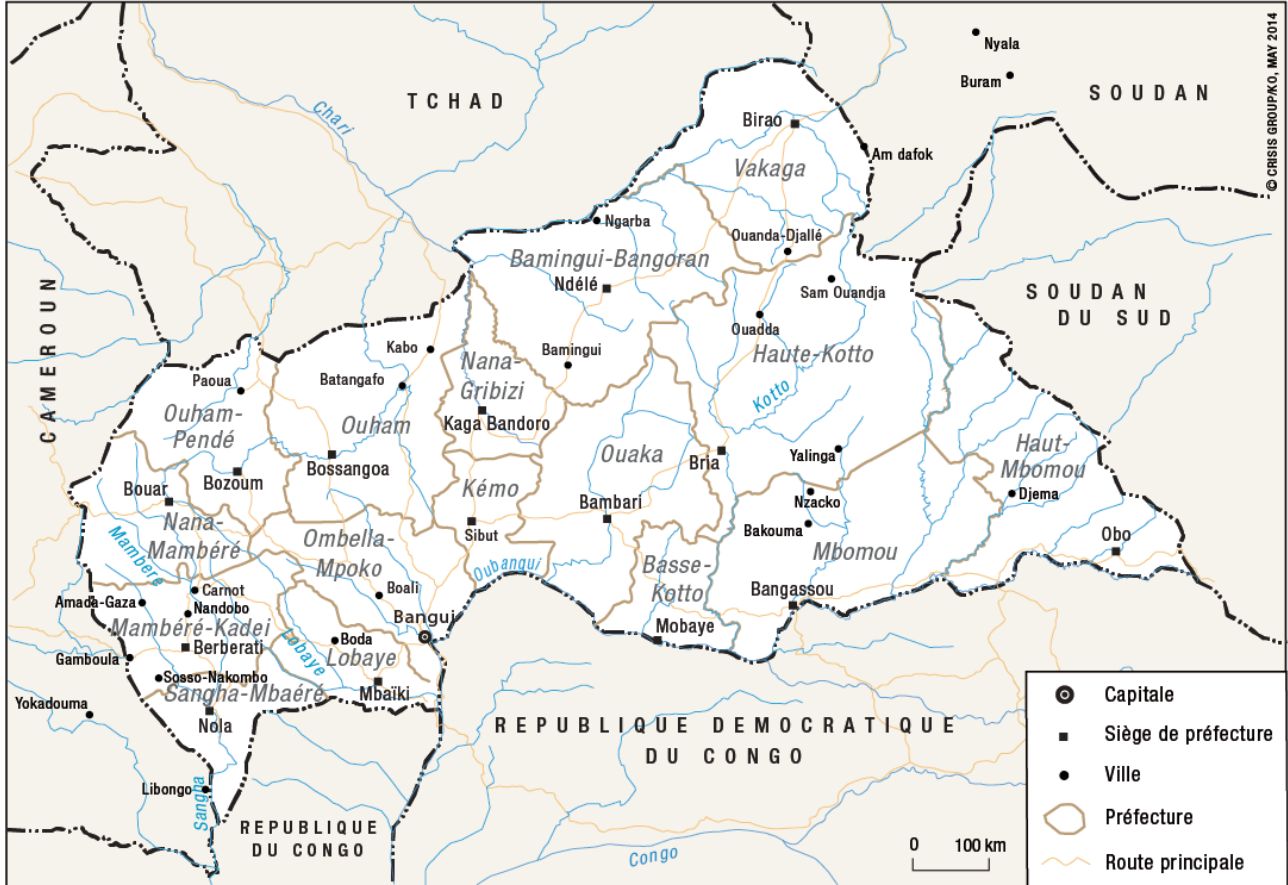 © CRISIS GROUP/KO, MAY 2014
Nyala
Buram
TCHAD
SOUDAN
Chari
Birao
Am dafok
Vakaga
Ngarba
Ouanda-Djallé
Bamingui-Bangoran
Ndélé
Sam Ouandja
SOUDAN
DU SUD
CAMEROUN
Ouadda
Kabo
Haute-Kotto
Nana-
Gribizi
Bamingui
Paoua
Batangafo
Kotto
Ouham-
Pendé
Ouham
Kaga Bandoro
Haut-
Mbomou
Ouaka
Bria
Yalinga
Bossangoa
Bozoum
Bouar
Kémo
Bambari
Nzacko
Djema
Nana-
Mambéré
Sibut
Bakouma
Obo
Ombella-
Mpoko
Mbomou
Mambere
Oubangui
Basse-
Kotto
Bangassou
Carnot
Boali
Amada-Gaza
Nandobo
Bangui
Mambéré-Kadei
Mobaye
Berberati
Lobaye
Boda
Lobaye
Gamboula
Sosso-Nakombo
Sangha-Mbaéré
Mbaïki
Yokadouma
Nola
REPUBLIQUE DEMOCRATIQUE
DU CONGO
Libongo
Sangha
REPUBLIQUE
DU CONGO
Congo
0 100 km
Capitale
Siège de préfecture
Ville
Préfecture
Route principale